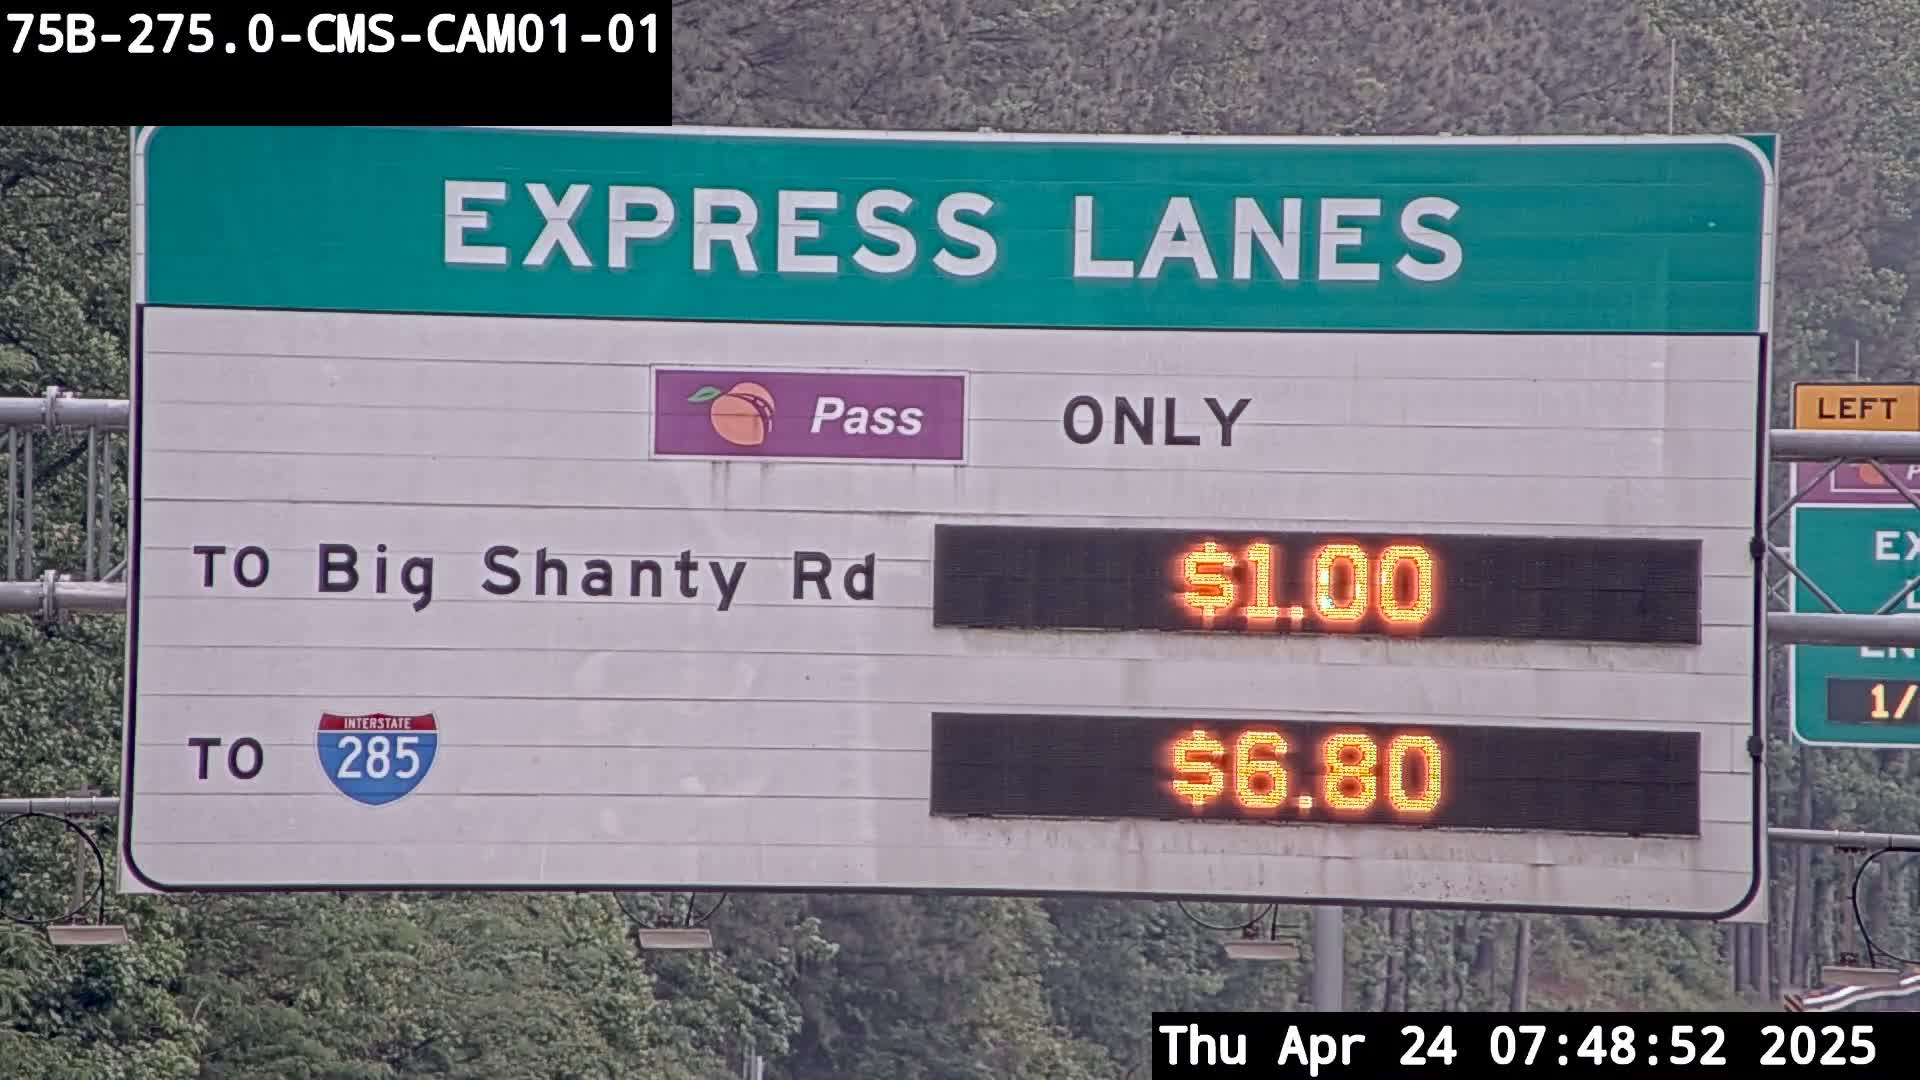 75B-275.0-CMS-CAM01-01
EXPRESS LANES
Pass ONLY
TO Big Shanty Rd $1.00
TO INTERSTATE 285 $6.80
LEFT
1/
Thu Apr 24 07:48:52 2025